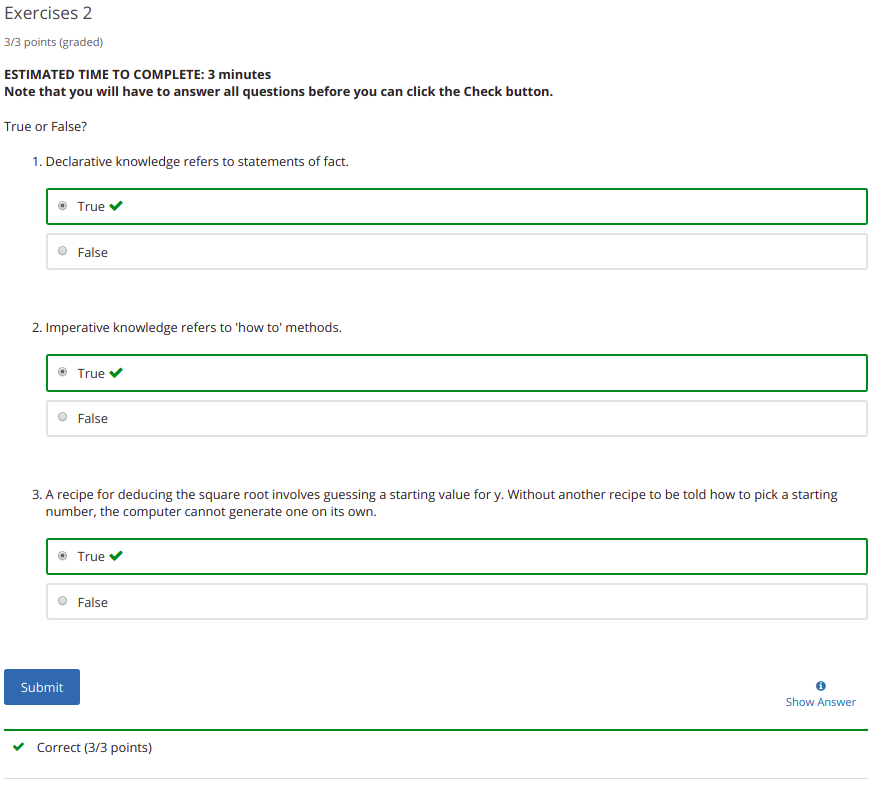 Exercises 2
3/3 points (graded)
ESTIMATED TIME TO COMPLETE: 3 minutes
Note that you will have to answer all questions before you can click the Check button.
True or False?
1. Declarative knowledge refers to statements of fact.
True
False
2. Imperative knowledge refers to 'how to' methods.
True
False
3. A recipe for deducing the square root involves guessing a starting value for y. Without another recipe to be told how to pick a starting
number, the computer cannot generate one on its own.
True
False
Submit
Show Answer
Correct (3/3 points)